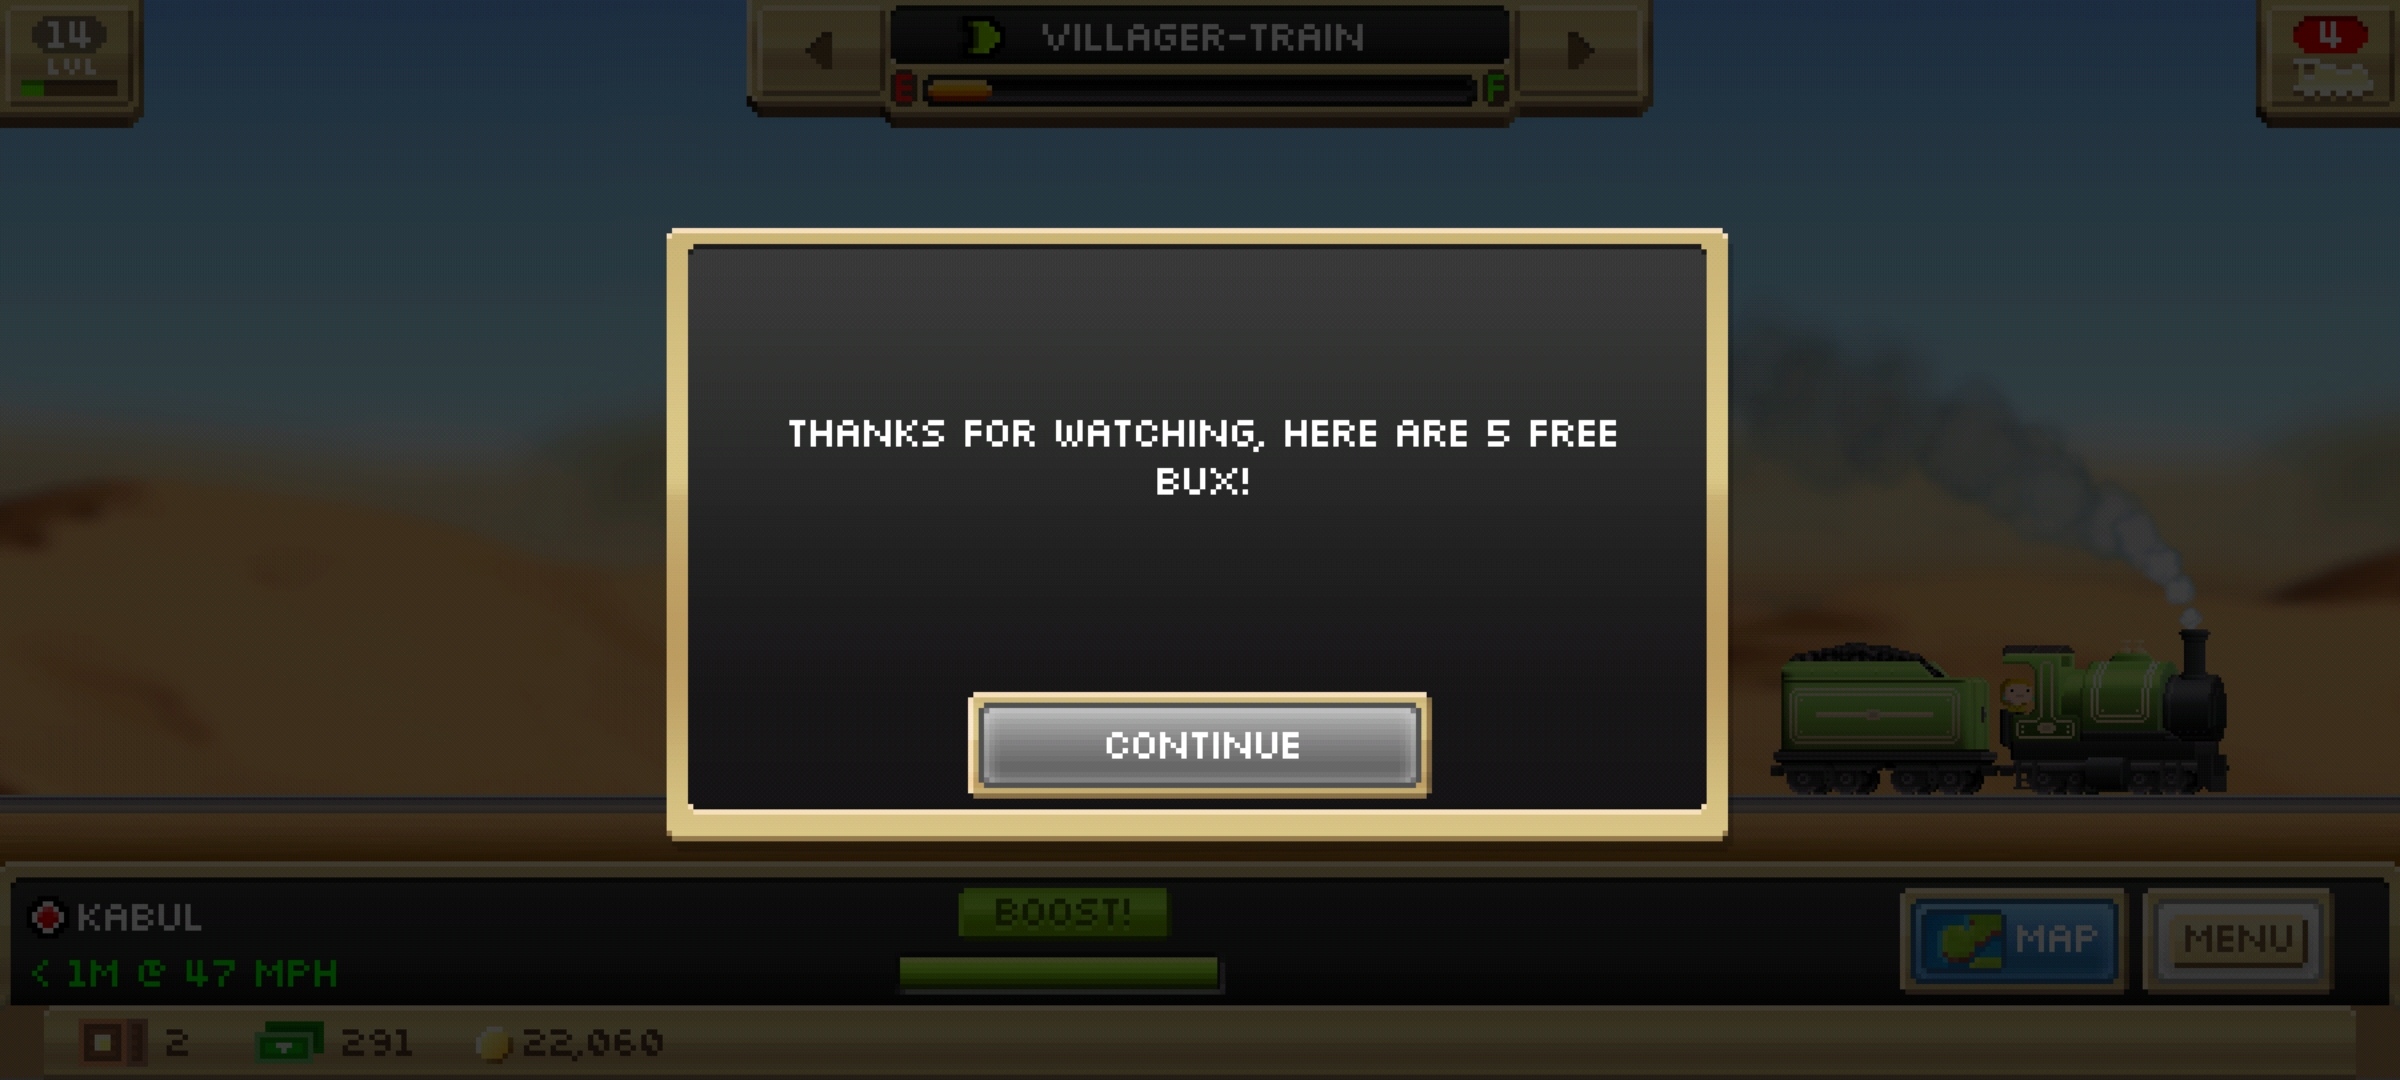 14
LVL
VILLAGER-TRAIN
E F
4
THANKS FOR WATCHING, HERE ARE 5 FREE
BUX!
CONTINUE
KABUL
< 1M @ 47 MPH
BOOST!
MAP
MENU
2 291 22,060